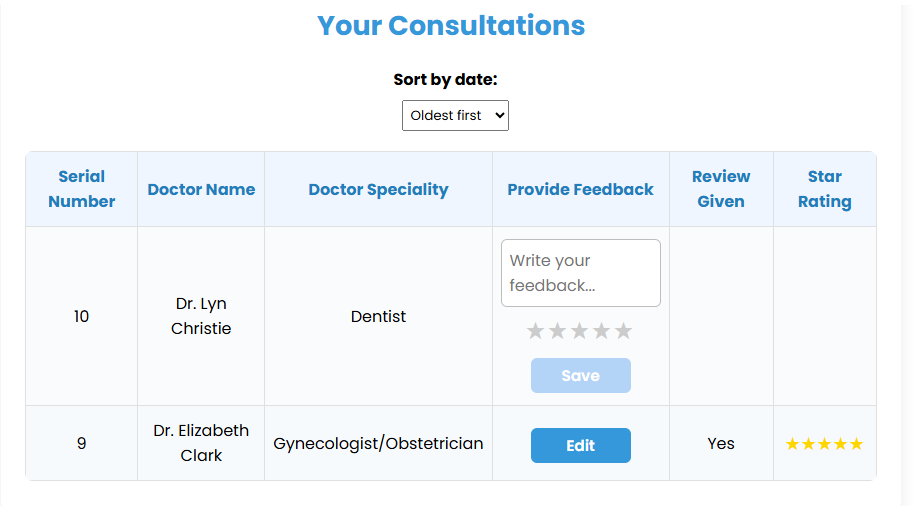 Your Consultations
Sort by date:
Oldest first
Serial Number
Doctor Name
Doctor Speciality
Provide Feedback
Review Given
Star Rating
10
Dr. Lyn Christie
Dentist
Write your
feedback...
Save
9
Dr. Elizabeth Clark
Gynecologist/Obstetrician
Edit
Yes